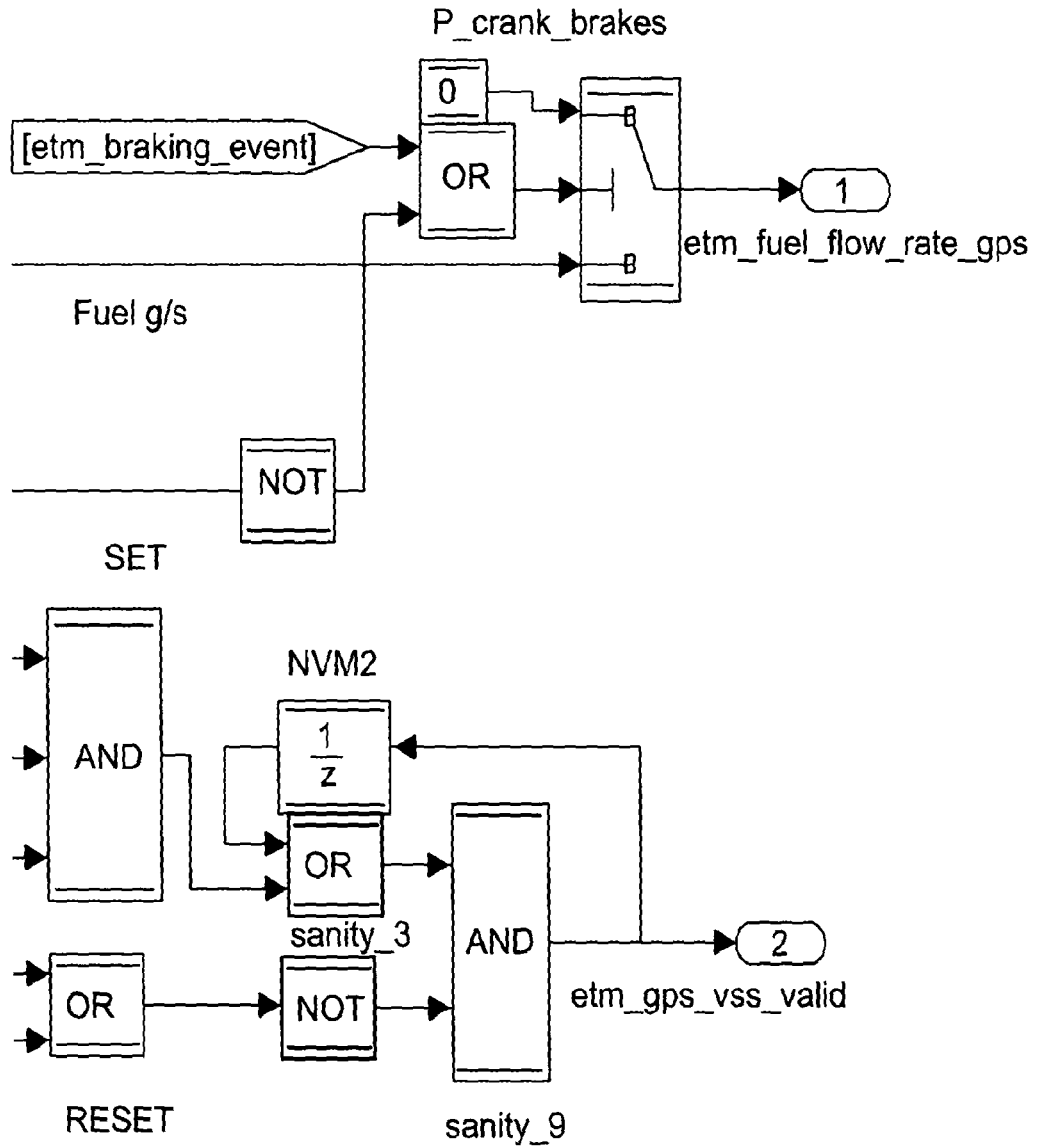 P_crank_brakes
0
[etm_braking_event]
OR
1
etm_fuel_flow_rate_gps
Fuel g/s
NOT
SET
NVM2
1
z
AND
OR
sanity_3
AND
2
etm_gps_vss_valid
OR
NOT
RESET
sanity_9